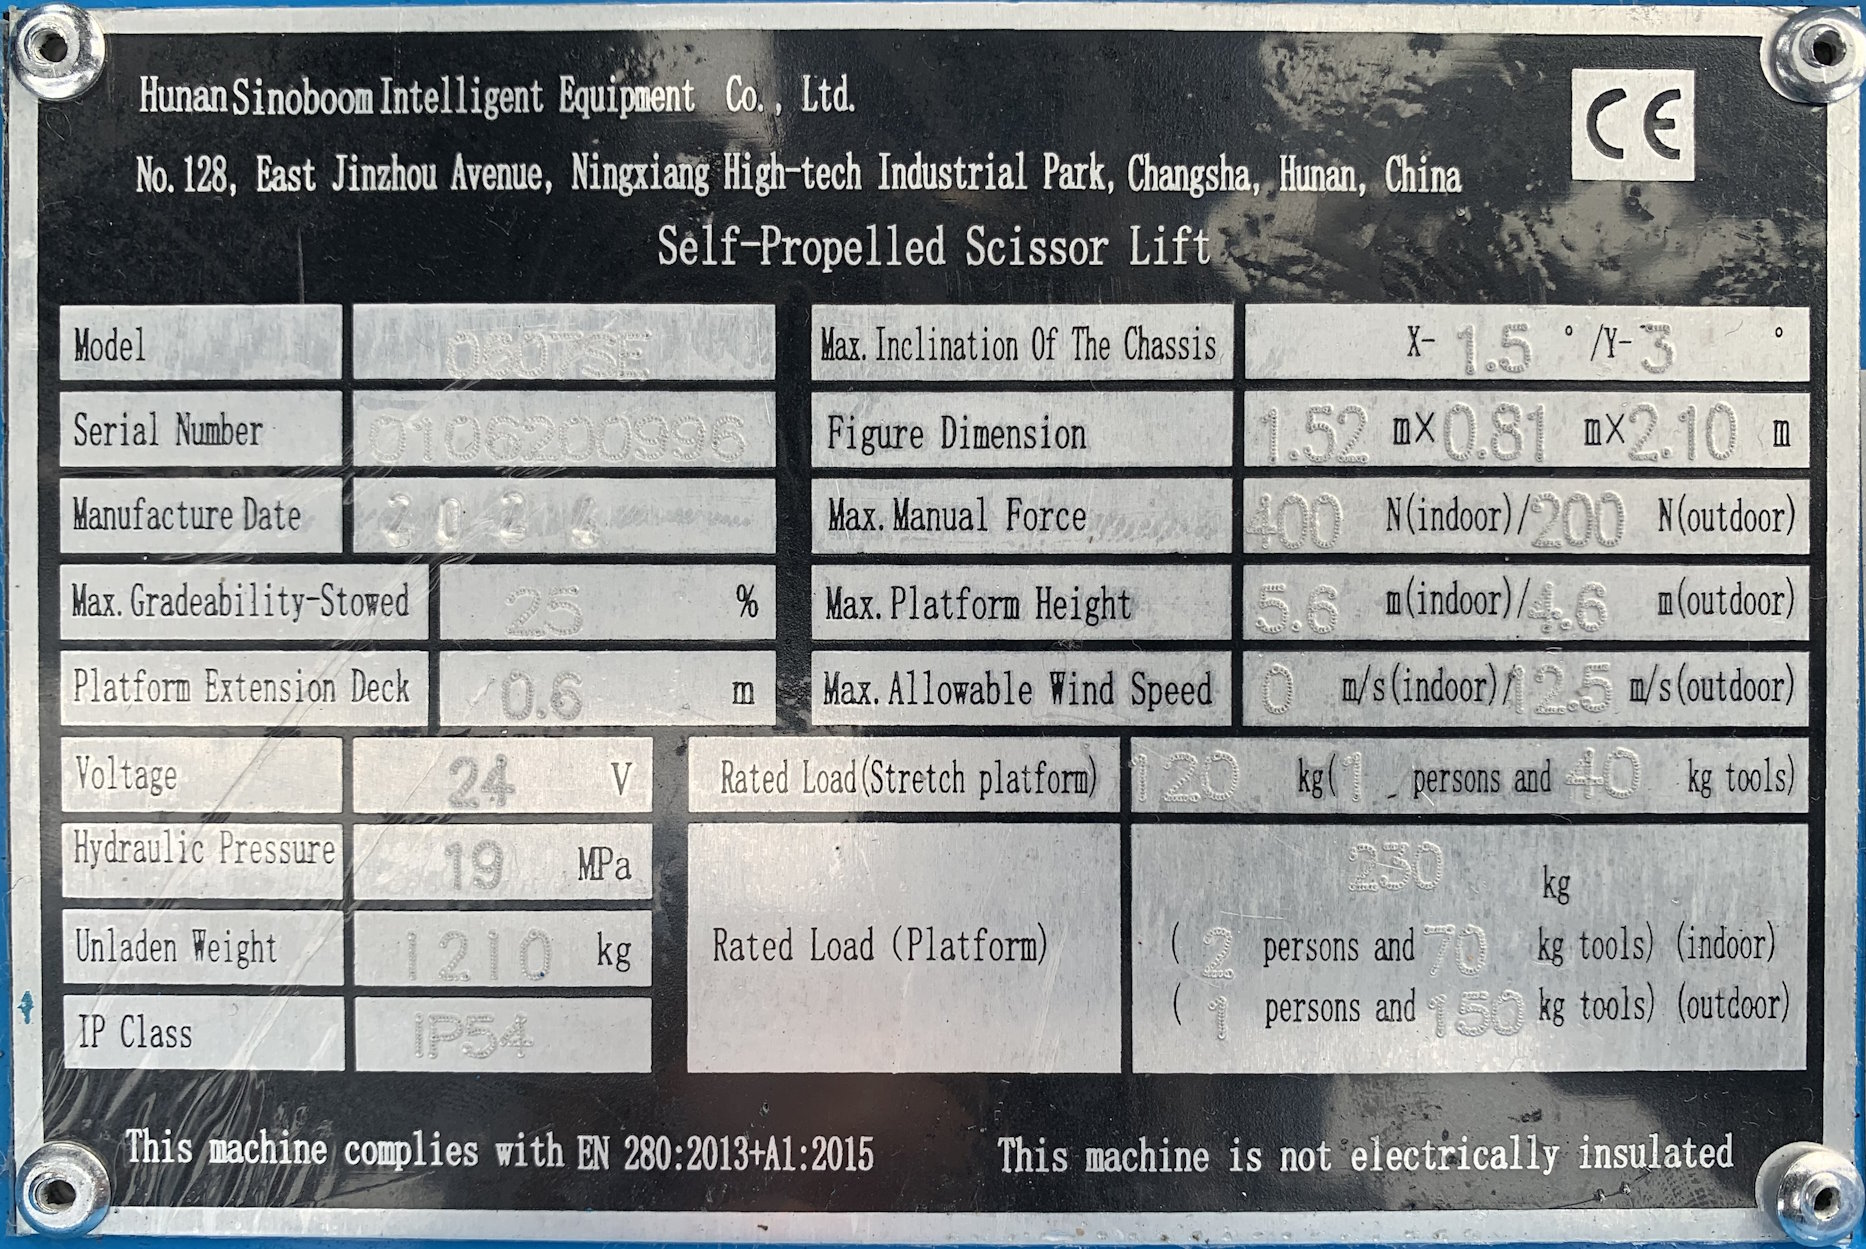 Hunan Sinoboom Intelligent Equipment Co., Ltd.
CE
No. 128, East Jinzhou Avenue, Ningxiang High-tech Industrial Park, Changsha, Hunan, China
Self-Propelled Scissor Lift
Model 0607SE
Max. Inclination Of The Chassis X- 1.5 ° /Y- 3 °
Serial Number 0106200996
Figure Dimension 1.52 m×0.81 m×2.10 m
Manufacture Date 2024
Max. Manual Force 400 N(indoor)/200 N(outdoor)
Max. Gradeability-Stowed 25 %
Max. Platform Height 5.6 m(indoor)/4.6 m(outdoor)
Platform Extension Deck 0.6 m
Max. Allowable Wind Speed 0 m/s(indoor)/12.5 m/s(outdoor)
Voltage 24 V
Rated Load(Stretch platform) 120 kg(1 persons and 40 kg tools)
Hydraulic Pressure 19 MPa
Unladen Weight 1210 kg
IP Class IP54
Rated Load (Platform) 230 kg
(2 persons and 70 kg tools) (indoor)
(1 persons and 150 kg tools) (outdoor)
This machine complies with EN 280:2013+A1:2015
This machine is not electrically insulated